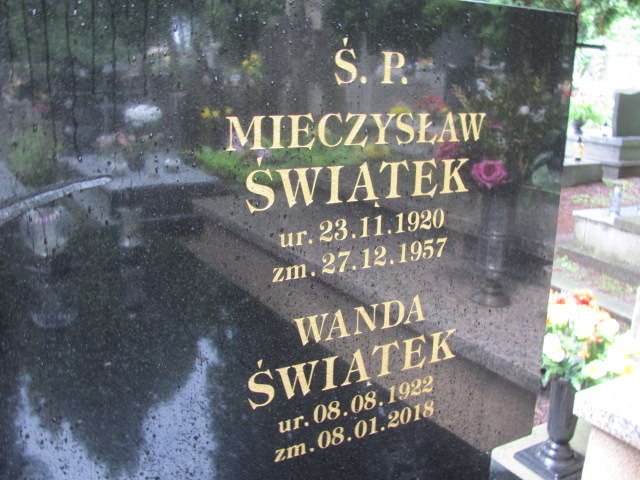 Ś. P.
MIECZYSŁAW
ŚWIĄTEK
ur. 23.11.1920
zm. 27.12.1957
WANDA
ŚWIĄTEK
ur. 08.08.1922
zm. 08.01.2018